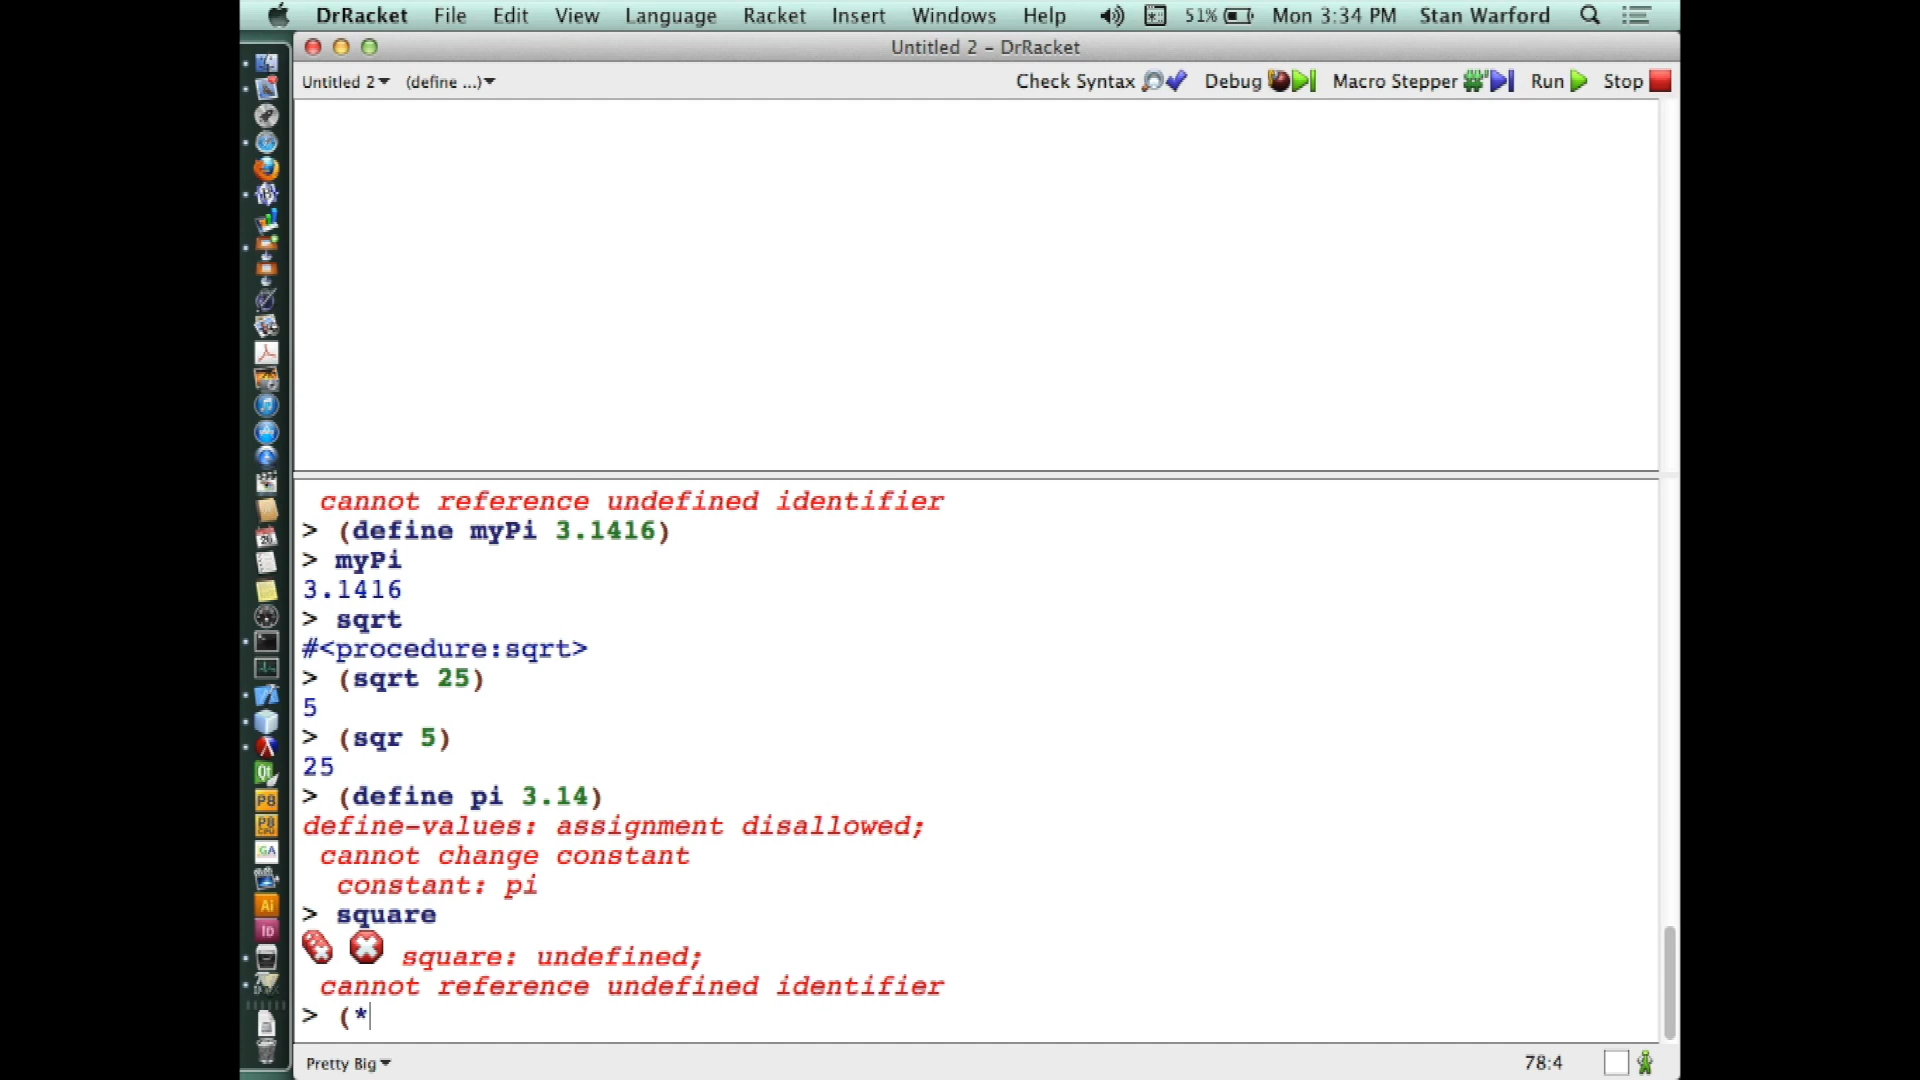 DrRacket File Edit View Language Racket Insert Windows Help 51% Mon 3:34 PM Stan Warford
Untitled 2 - DrRacket
Untitled 2 (define ...) Check Syntax Debug Macro Stepper Run Stop
cannot reference undefined identifier
> (define myPi 3.1416)
> myPi
3.1416
> sqrt
#<procedure:sqrt>
> (sqrt 25)
5
> (sqr 5)
25
> (define pi 3.14)
define-values: assignment disallowed;
cannot change constant
constant: pi
> square
square: undefined;
cannot reference undefined identifier
> (*
Pretty Big 78:4